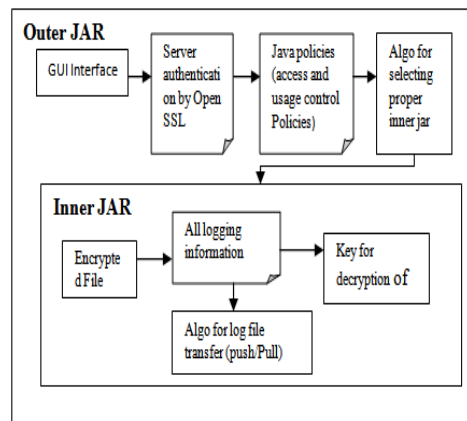 Outer JAR
GUI Interface
Server
authenticati
on by Open
SSL
Java policies
(access and
usage control
Policies)
Algo for
selecting
proper
inner jar
Inner JAR
Encrypte
d File
All logging
information
Key for
decryption of
Algo for log file
transfer (push/Pull)